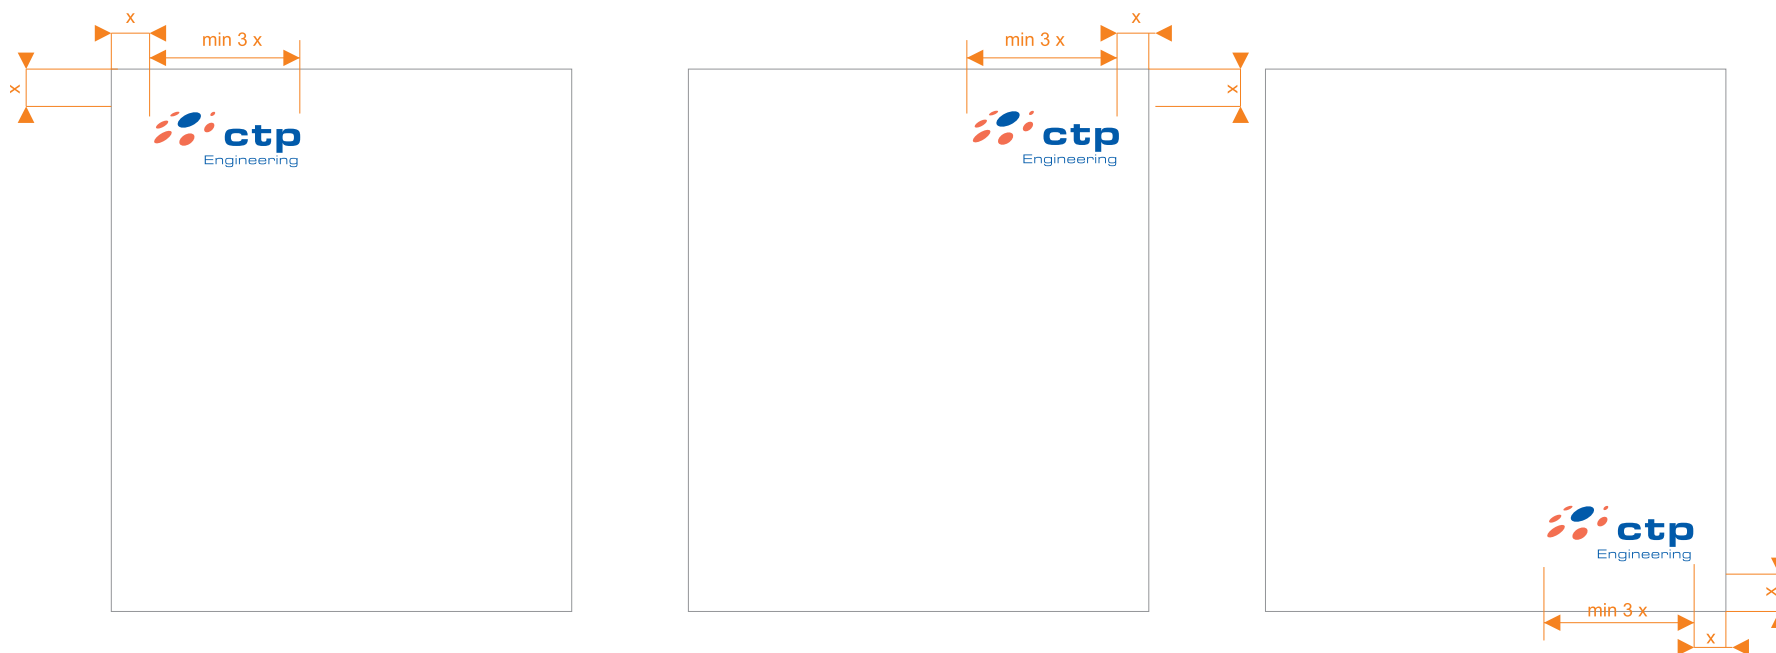 x
min 3 x
x
ctp
Engineering
min 3 x
x
x
ctp
Engineering
ctp
Engineering
x
min 3 x
x